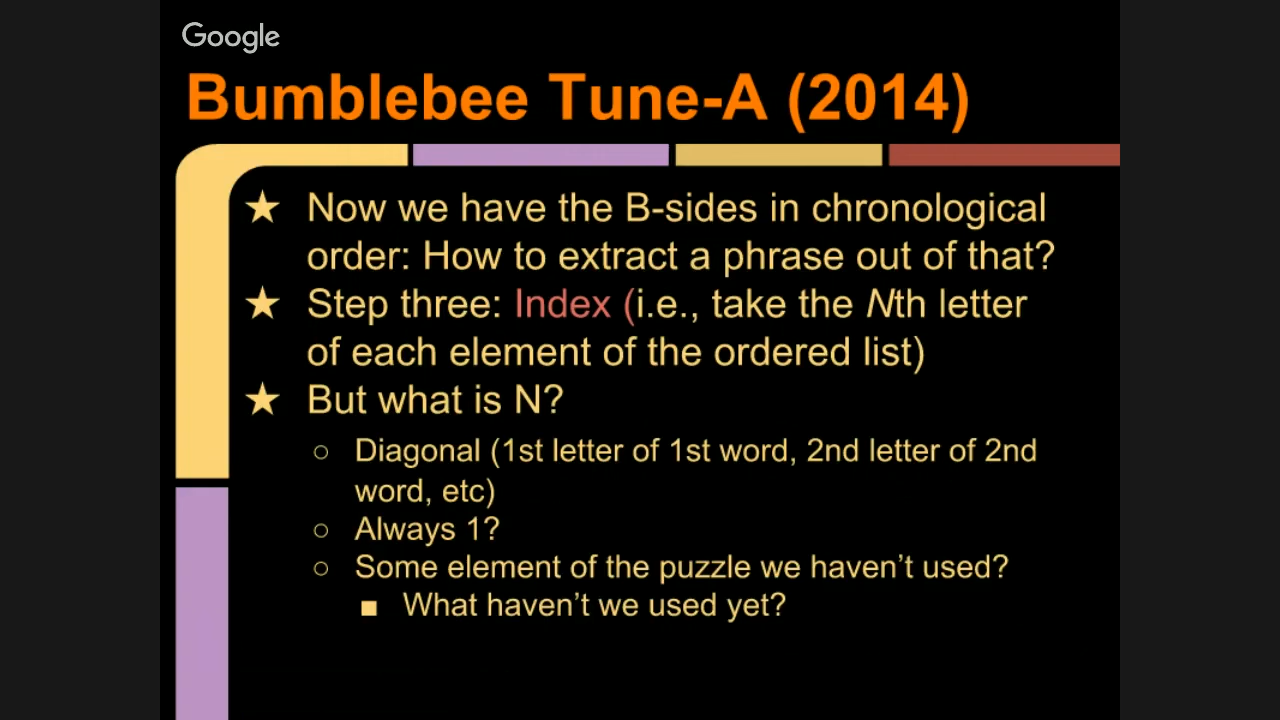 Google
Bumblebee Tune-A (2014)
★ Now we have the B-sides in chronological
order: How to extract a phrase out of that?
★ Step three: Index (i.e., take the Nth letter
of each element of the ordered list)
★ But what is N?
○ Diagonal (1st letter of 1st word, 2nd letter of 2nd
word, etc)
○ Always 1?
○ Some element of the puzzle we haven’t used?
■ What haven’t we used yet?